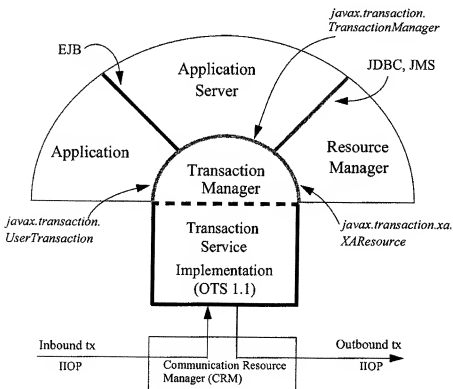 javax.transaction.
TransactionManager
EJB
Application
Server
JDBC, JMS
Application
Resource
Manager
Transaction
Manager
javax.transaction.
UserTransaction
javax.transaction.xa.
XAResource
Transaction
Service
Implementation
(OTS 1.1)
Inbound tx
Outbound tx
IIOP
Communication Resource
Manager (CRM)
IIOP